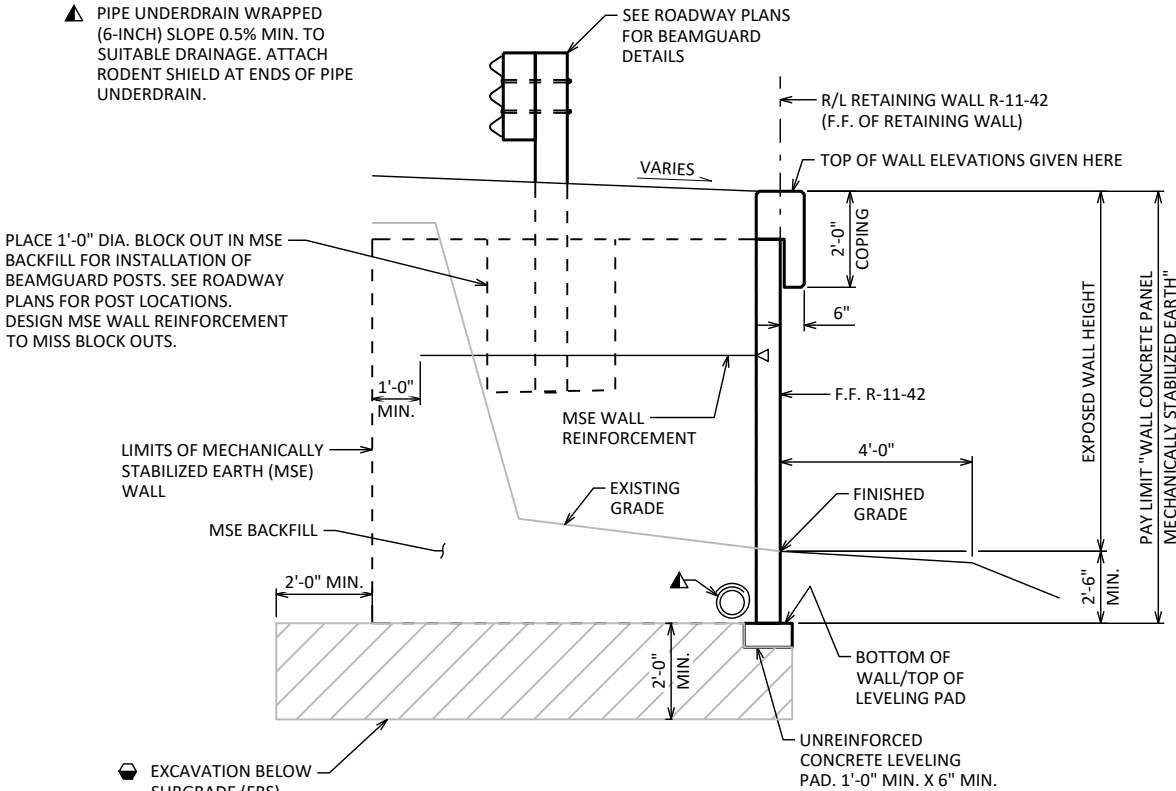 PIPE UNDERDRAIN WRAPPED
(6-INCH) SLOPE 0.5% MIN. TO
SUITABLE DRAINAGE. ATTACH
RODENT SHIELD AT ENDS OF PIPE
UNDERDRAIN.
SEE ROADWAY PLANS
FOR BEAMGUARD
DETAILS
R/L RETAINING WALL R-11-42
(F.F. OF RETAINING WALL)
VARIES
TOP OF WALL ELEVATIONS GIVEN HERE
PLACE 1'-0" DIA. BLOCK OUT IN MSE
BACKFILL FOR INSTALLATION OF
BEAMGUARD POSTS. SEE ROADWAY
PLANS FOR POST LOCATIONS.
DESIGN MSE WALL REINFORCEMENT
TO MISS BLOCK OUTS.
2'-0"
COPING
6"
EXPOSED WALL HEIGHT
PAY LIMIT "WALL CONCRETE PANEL
MECHANICALLY STABILIZED EARTH"
1'-0"
MIN.
MSE WALL
REINFORCEMENT
F.F. R-11-42
LIMITS OF MECHANICALLY
STABILIZED EARTH (MSE)
WALL
4'-0"
EXISTING
GRADE
FINISHED
GRADE
MSE BACKFILL
2'-0" MIN.
2'-6"
MIN.
2'-0"
MIN.
BOTTOM OF
WALL/TOP OF
LEVELING PAD
UNREINFORCED
CONCRETE LEVELING
PAD. 1'-0" MIN. X 6" MIN.
EXCAVATION BELOW
SUBGRADE (EBS)